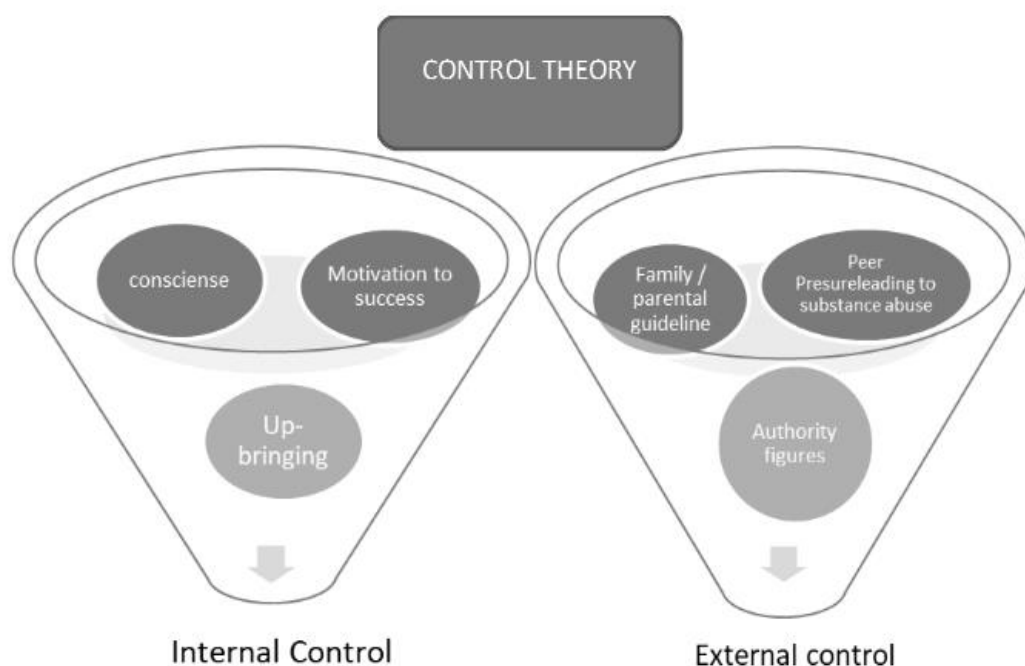 CONTROL THEORY
consciense
Motivation to
success
Up-
bringing
Internal Control
Family /
parental
guideline
Peer
Presureleading to
substance abuse
Authority
figures
External control